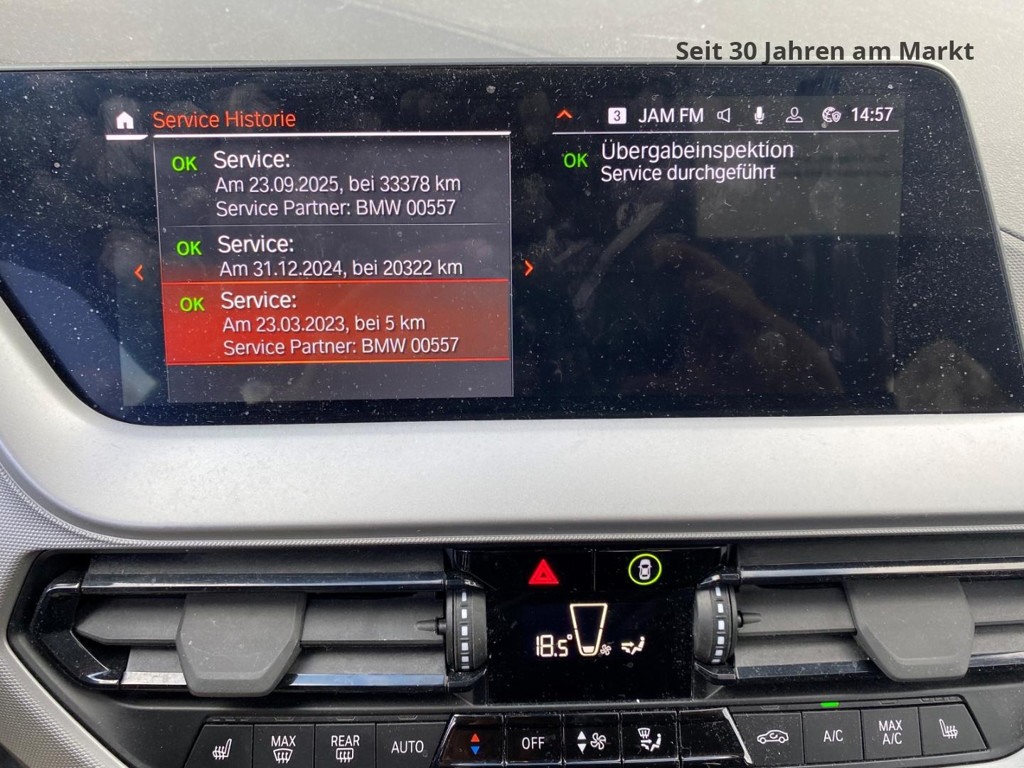 Seit 30 Jahren am Markt
Service Historie
3 JAM FM 14:57
OK Service:
Am 23.09.2025, bei 33378 km
Service Partner: BMW 00557
OK Service:
Am 31.12.2024, bei 20322 km
OK Service:
Am 23.03.2023, bei 5 km
Service Partner: BMW 00557
OK Übergabeinspektion
Service durchgeführt
18.5°
MAX
REAR
AUTO
OFF
A/C
MAX
A/C